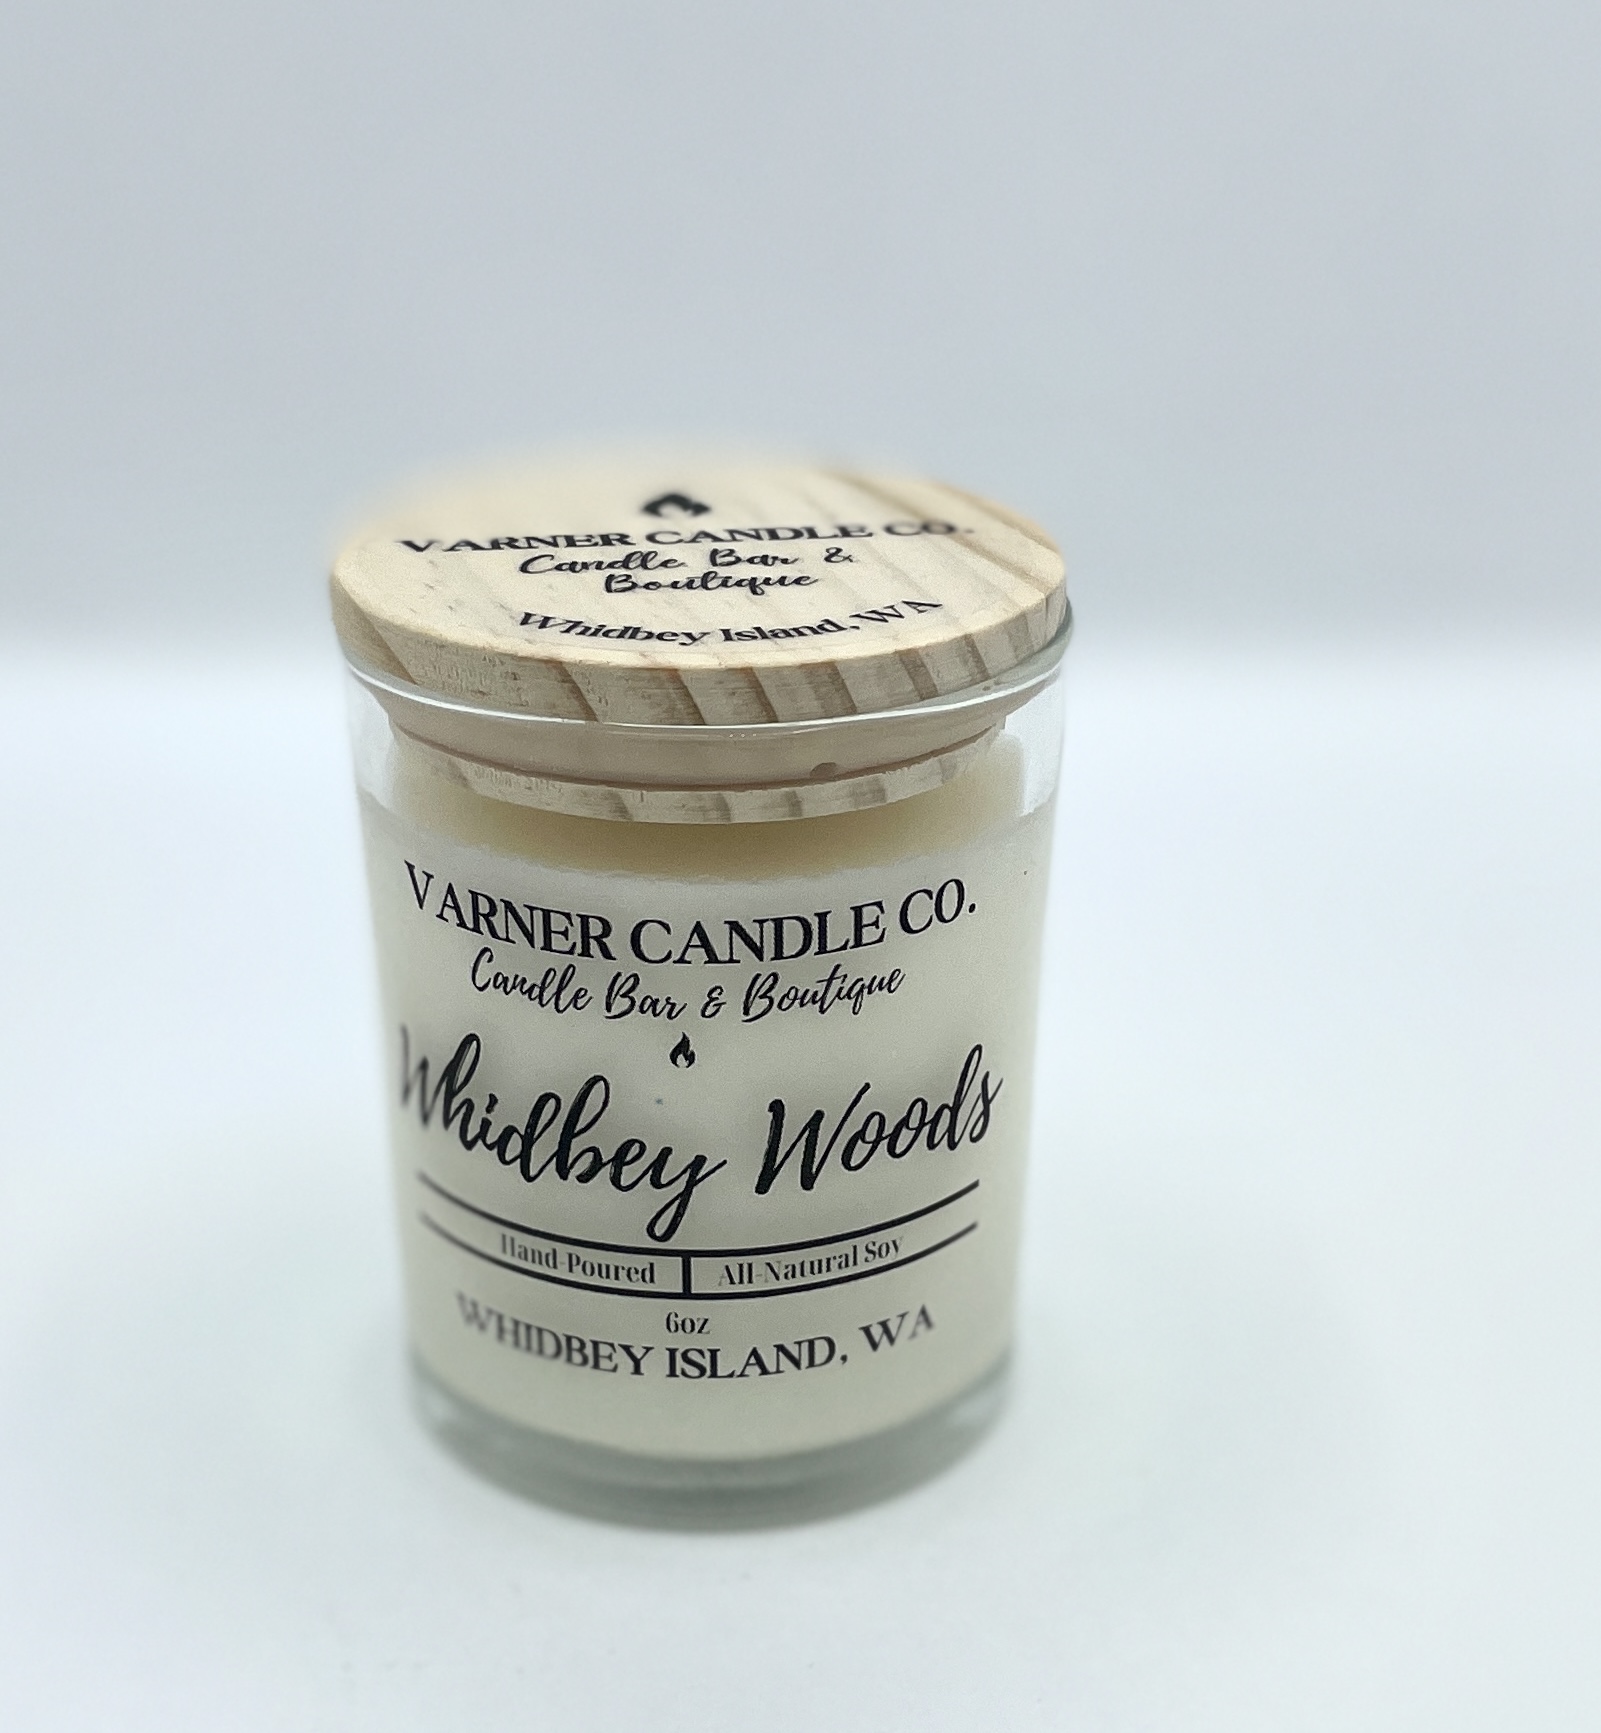 VARNER CANDLE CO.
Candle Bar &
Boutique
Whidbey Island, WA
VARNER CANDLE CO.
Candle Bar & Boutique
Whidbey Woods
Hand-Poured
All-Natural Soy
6oz
WHIDBEY ISLAND, WA